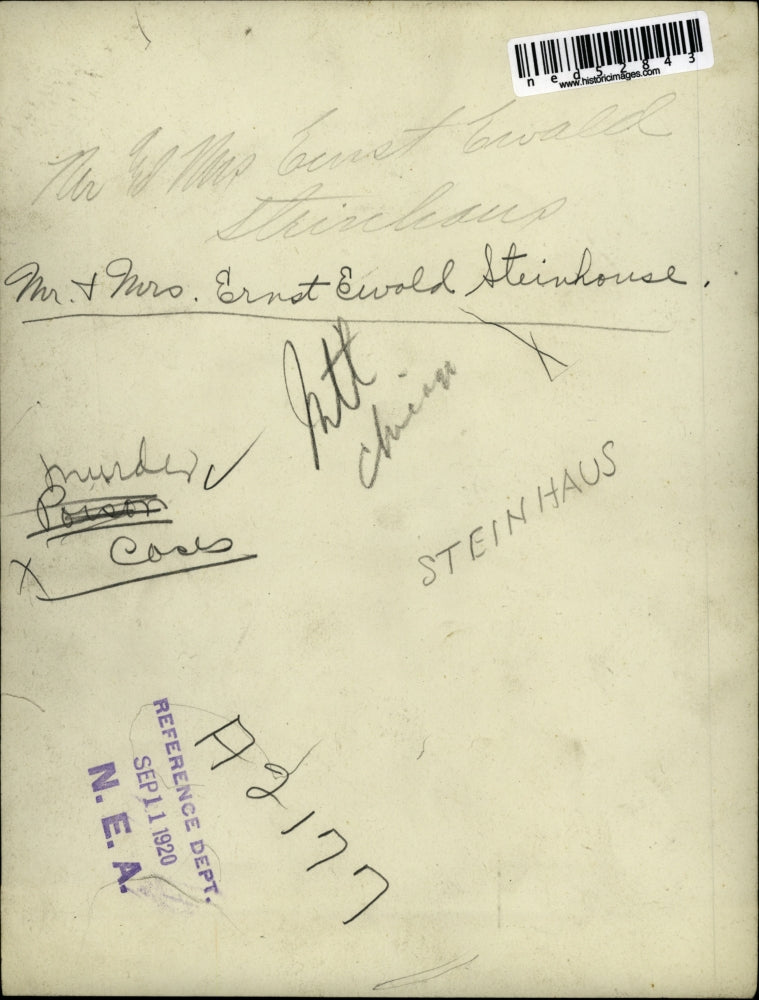 ned52843
www.historicimages.com
Mr & Mrs Ernst Ewald
Steinhaus
Mr. & Mrs. Ernst Ewold Steinhouse.
Chicago
Murder
Poison
Cases
STEINHAUS
REFERENCE DEPT.
SEP 11 1920
N. E. A.
A2177